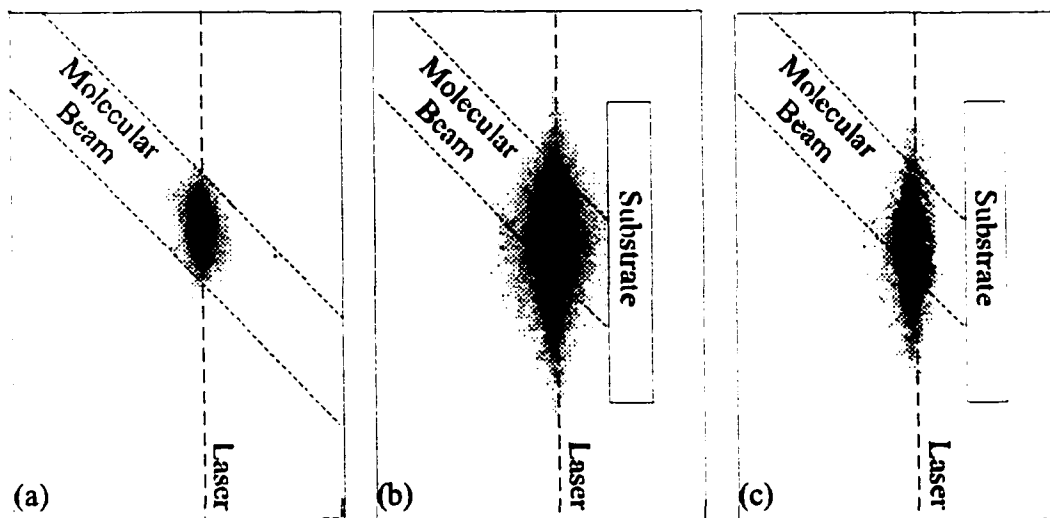 Molecular
Beam
Laser
(a)
Molecular
Beam
Substrate
Laser
(b)
Molecular
Beam
Substrate
Laser
(c)